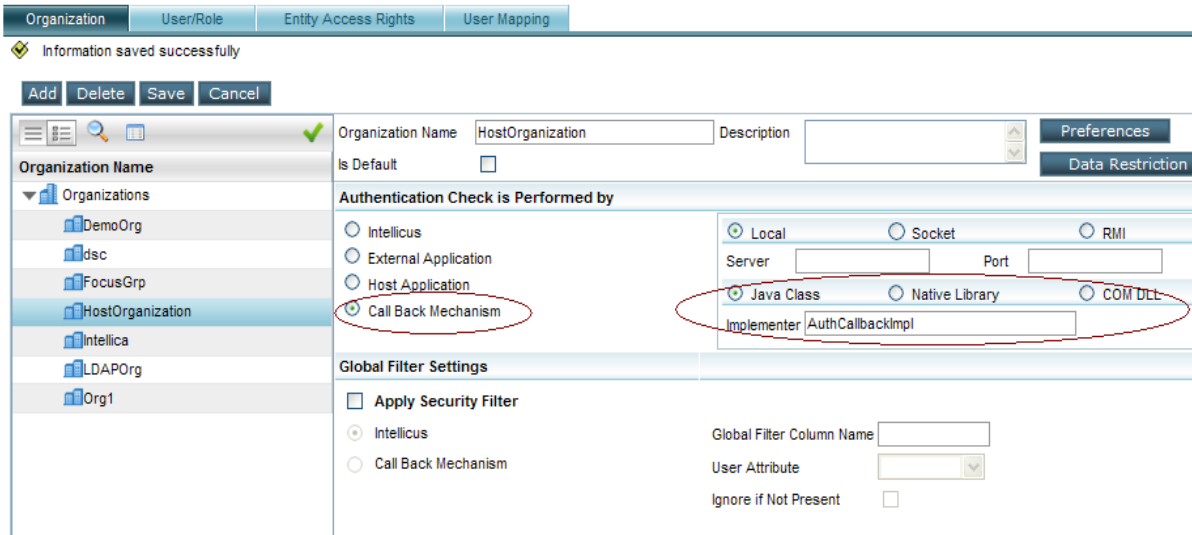 Organization User/Role Entity Access Rights User Mapping
Information saved successfully
Add Delete Save Cancel
Organization Name
Organizations
DemoOrg
dsc
FocusGrp
HostOrganization
Intellica
LDAPOrg
Org1
Organization Name HostOrganization Description Preferences
Is Default Data Restriction
Authentication Check is Performed by
Intellicus
External Application
Host Application
Call Back Mechanism
Local Socket RMI
Server Port
Java Class Native Library COM DLL
Implementer AuthCallbackImpl
Global Filter Settings
Apply Security Filter
Intellicus
Call Back Mechanism
Global Filter Column Name
User Attribute
Ignore if Not Present